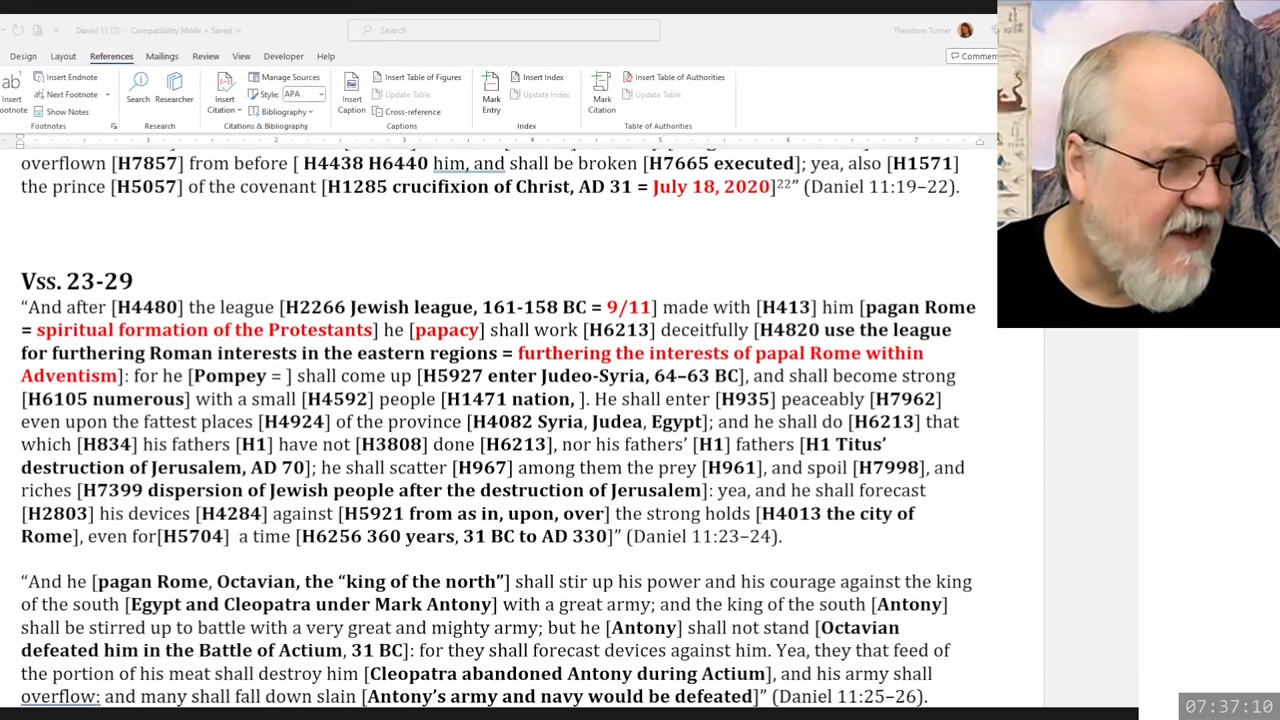 Daniel 11 (7) - Compatibility Mode • Saved
Search
Theodore Turner
Design Layout References Mailings Review View Developer Help
Comment
ab
Insert
Footnote
Insert Endnote
Next Footnote
Show Notes
Footnotes
Search
Researcher
Research
Insert
Citation
Manage Sources
Style: APA
Bibliography
Citations & Bibliography
Insert
Caption
Insert Table of Figures
Update Table
Cross-reference
Captions
Mark
Entry
Insert Index
Update Index
Index
Mark
Citation
Insert Table of Authorities
Update Table
Table of Authorities
overflown [H7857] from before [ H4438 H6440 him, and shall be broken [H7665 executed]; yea, also [H1571]
the prince [H5057] of the covenant [H1285 crucifixion of Christ, AD 31 = July 18, 2020]22” (Daniel 11:19–22).
Vss. 23-29
“And after [H4480] the league [H2266 Jewish league, 161-158 BC = 9/11] made with [H413] him [pagan Rome
= spiritual formation of the Protestants] he [papacy] shall work [H6213] deceitfully [H4820 use the league
for furthering Roman interests in the eastern regions = furthering the interests of papal Rome within
Adventism]: for he [Pompey = ] shall come up [H5927 enter Judeo-Syria, 64–63 BC], and shall become strong
[H6105 numerous] with a small [H4592] people [H1471 nation, ]. He shall enter [H935] peaceably [H7962]
even upon the fattest places [H4924] of the province [H4082 Syria, Judea, Egypt]; and he shall do [H6213] that
which [H834] his fathers [H1] have not [H3808] done [H6213], nor his fathers’ [H1] fathers [H1 Titus’
destruction of Jerusalem, AD 70]; he shall scatter [H967] among them the prey [H961], and spoil [H7998], and
riches [H7399 dispersion of Jewish people after the destruction of Jerusalem]: yea, and he shall forecast
[H2803] his devices [H4284] against [H5921 from as in, upon, over] the strong holds [H4013 the city of
Rome], even for[H5704] a time [H6256 360 years, 31 BC to AD 330]” (Daniel 11:23–24).
“And he [pagan Rome, Octavian, the “king of the north”] shall stir up his power and his courage against the king
of the south [Egypt and Cleopatra under Mark Antony] with a great army; and the king of the south [Antony]
shall be stirred up to battle with a very great and mighty army; but he [Antony] shall not stand [Octavian
defeated him in the Battle of Actium, 31 BC]: for they shall forecast devices against him. Yea, they that feed of
the portion of his meat shall destroy him [Cleopatra abandoned Antony during Actium], and his army shall
overflow: and many shall fall down slain [Antony’s army and navy would be defeated]” (Daniel 11:25–26).
07:37:10